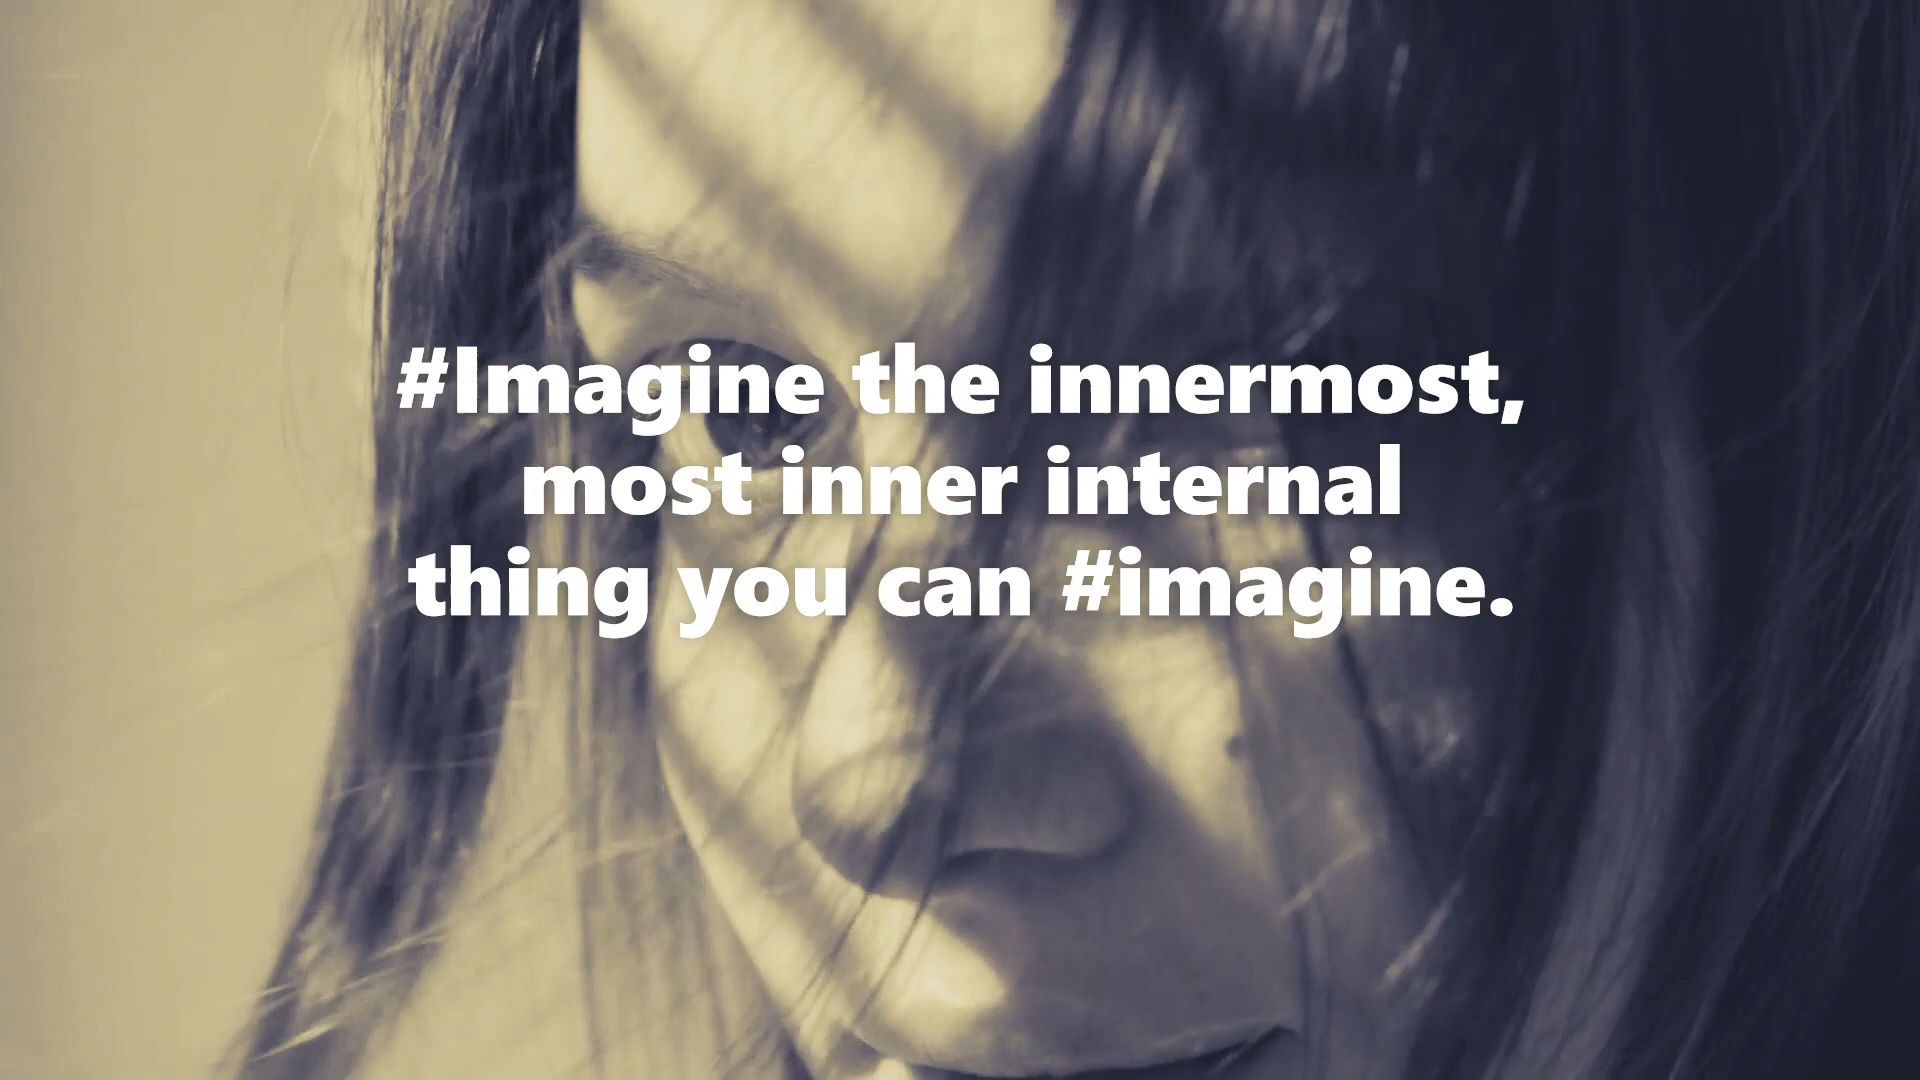 #Imagine the innermost,
most inner internal
thing you can #imagine.